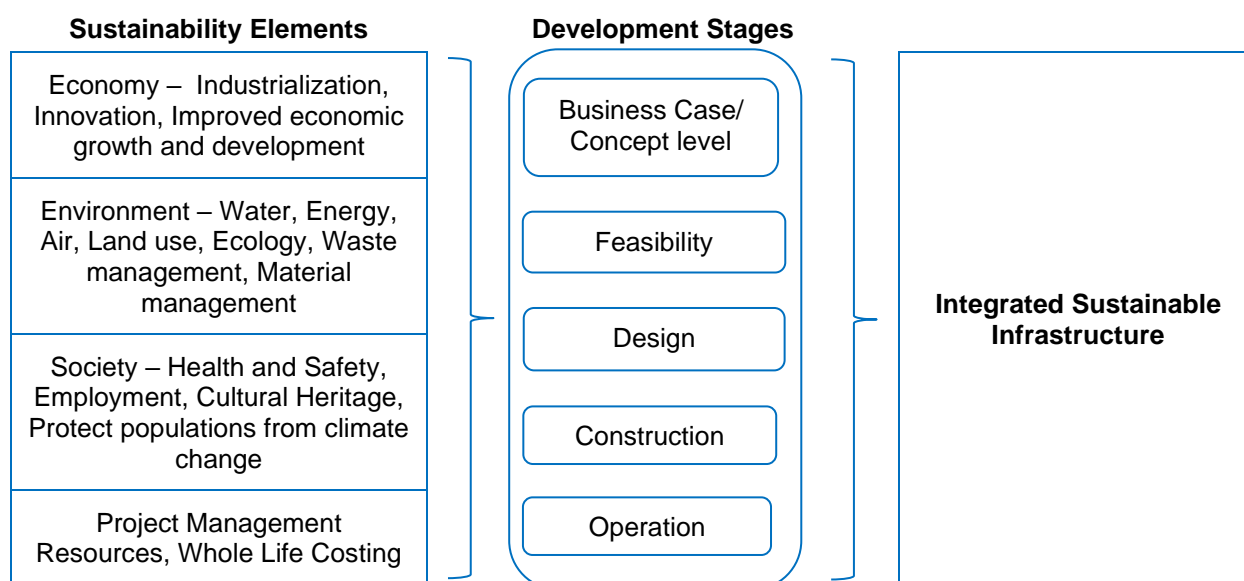 Sustainability Elements
Economy – Industrialization,
Innovation, Improved economic
growth and development
Environment – Water, Energy,
Air, Land use, Ecology, Waste
management, Material
management
Society – Health and Safety,
Employment, Cultural Heritage,
Protect populations from climate
change
Project Management
Resources, Whole Life Costing
Development Stages
Business Case/
Concept level
Feasibility
Design
Construction
Operation
Integrated Sustainable
Infrastructure